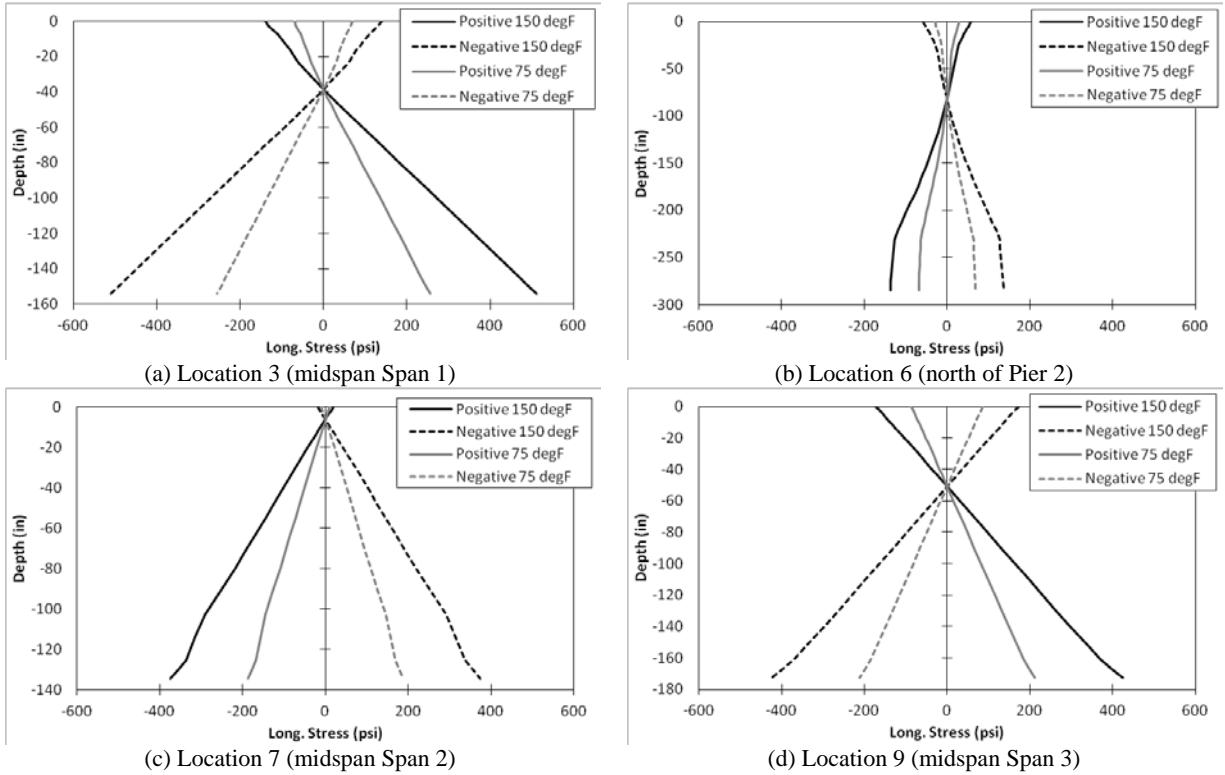 Positive 150 degF
Negative 150 degF
Positive 75 degF
Negative 75 degF
0
-20
-40
-60
-80
-100
-120
-140
-160
Depth (in)
-600 -400 -200 0 200 400 600
Long. Stress (psi)
(a) Location 3 (midspan Span 1)
Positive 150 degF
Negative 150 degF
Positive 75 degF
Negative 75 degF
0
-50
-100
-150
-200
-250
-300
Depth (in)
-600 -400 -200 0 200 400 600
Long. Stress (psi)
(b) Location 6 (north of Pier 2)
Positive 150 degF
Negative 150 degF
Positive 75 degF
Negative 75 degF
0
-20
-40
-60
-80
-100
-120
-140
Depth (in)
-600 -400 -200 0 200 400 600
Long. Stress (psi)
(c) Location 7 (midspan Span 2)
Positive 150 degF
Negative 150 degF
Positive 75 degF
Negative 75 degF
0
-20
-40
-60
-80
-100
-120
-140
-160
-180
Depth (in)
-600 -400 -200 0 200 400 600
Long. Stress (psi)
(d) Location 9 (midspan Span 3)